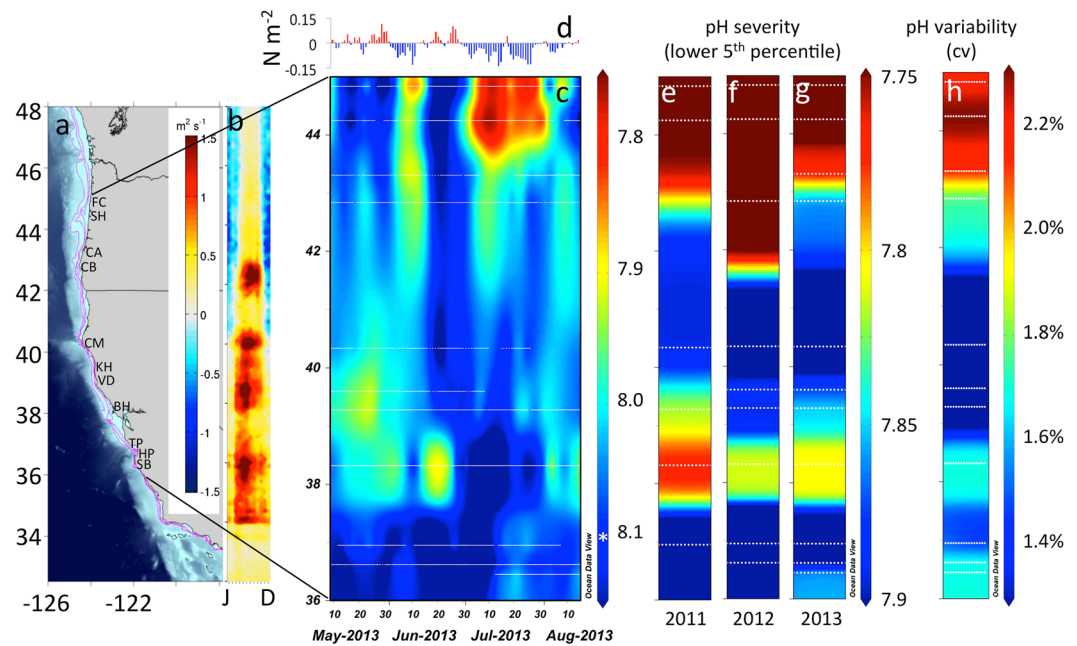 0.15
0
-0.15
N m-2
d
pH severity
(lower 5th percentile)
pH variability
(cv)
48
46
44
42
40
38
36
34
-126
-122
a
FC
SH
CA
CB
CM
KH
VD
BH
TP
HP
SB
m2 s-1
1.5
1
0.5
0
-0.5
-1
-1.5
b
J
D
c
44
42
40
38
36
10
20
30
10
20
30
10
20
30
10
May-2013
Jun-2013
Jul-2013
Aug-2013
Ocean Data View
7.8
7.9
8.0
*
8.1
e
f
g
2011
2012
2013
Ocean Data View
7.75
7.8
7.85
7.9
h
Ocean Data View
2.2%
2.0%
1.8%
1.6%
1.4%